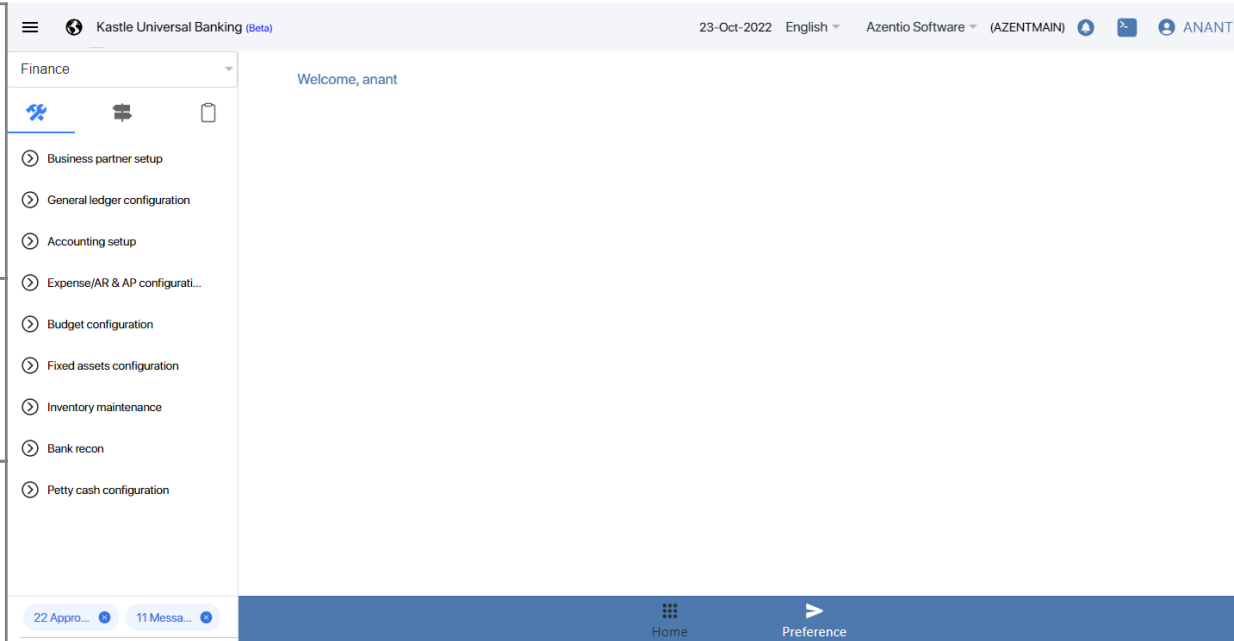 Kastle Universal Banking (Beta) 23-Oct-2022 English Azentio Software (AZENTMAIN) ANANT
Finance
Welcome, anant
Business partner setup
General ledger configuration
Accounting setup
Expense/AR & AP configurati...
Budget configuration
Fixed assets configuration
Inventory maintenance
Bank recon
Petty cash configuration
22 Appro... 11 Messa...
Home Preference